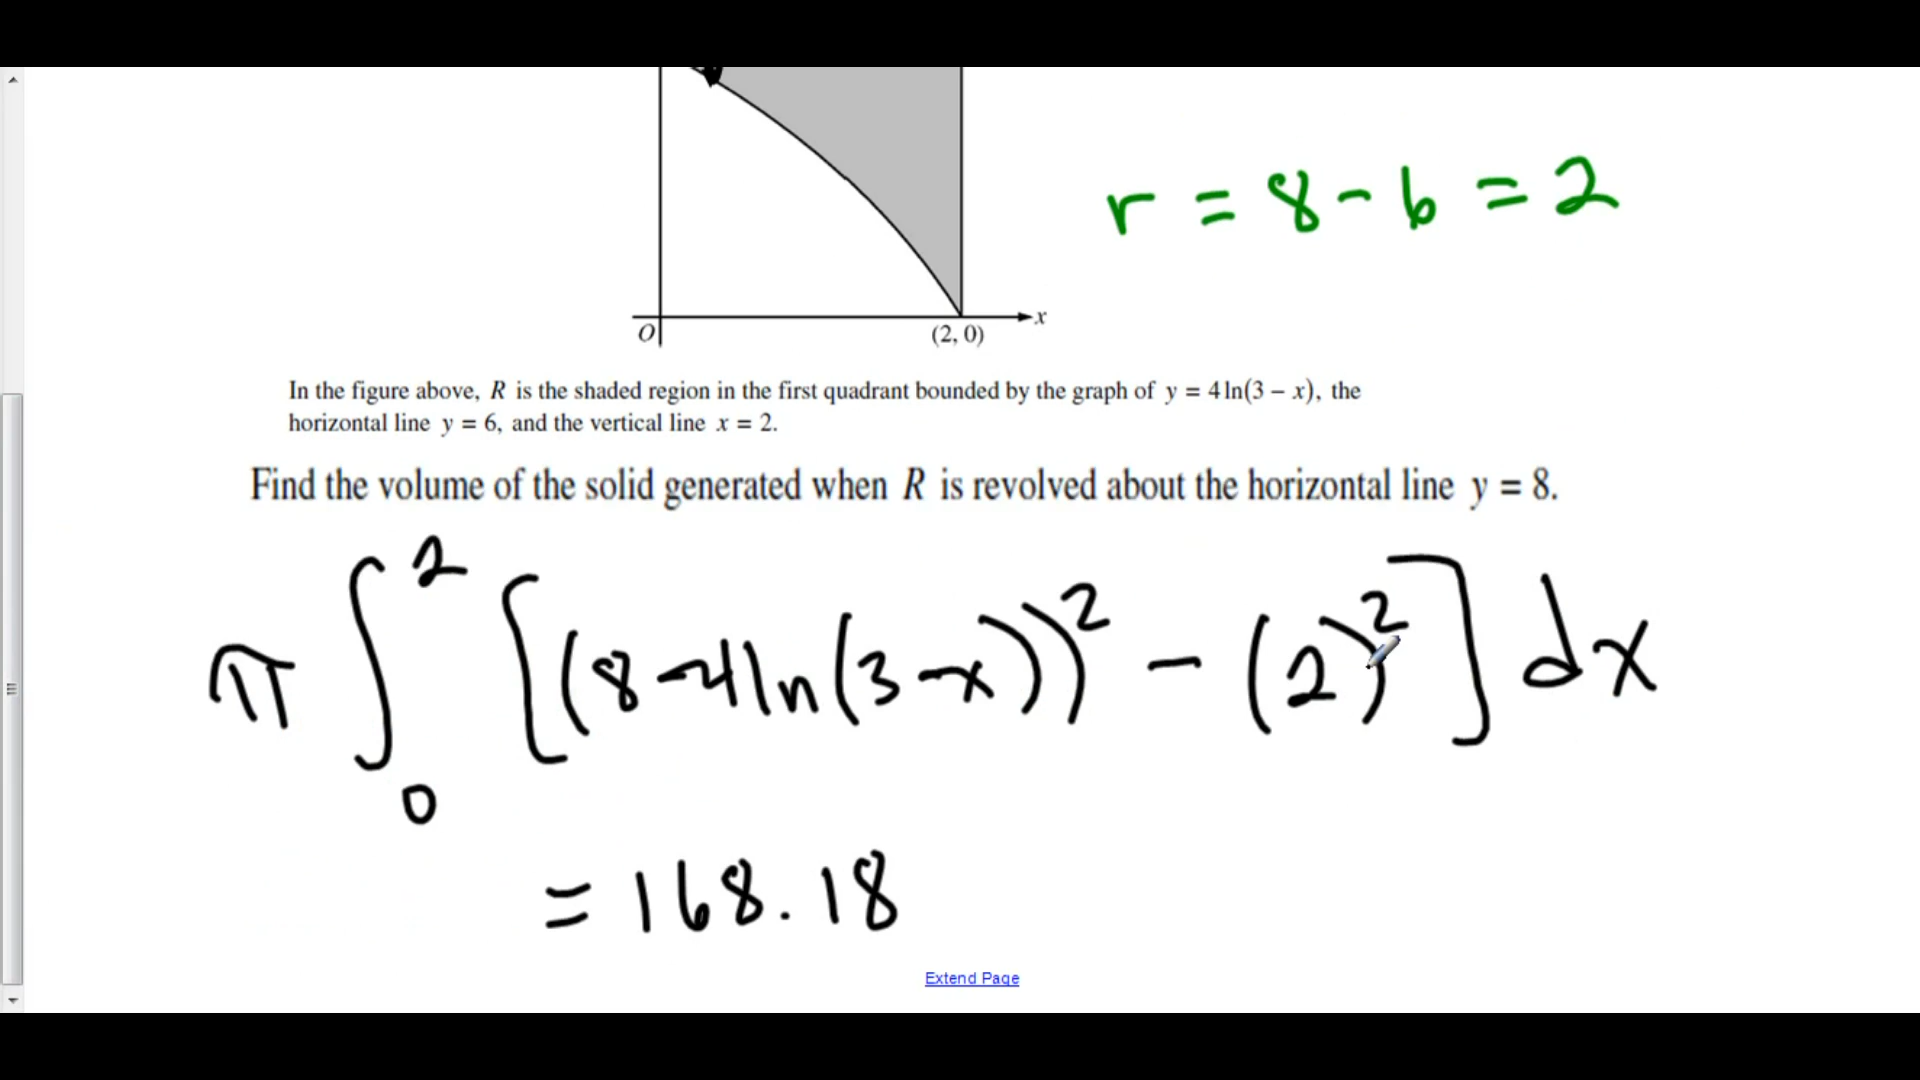 r = 8 - 6 = 2
x
O
(2, 0)
In the figure above, R is the shaded region in the first quadrant bounded by the graph of y = 4 ln(3 – x), the
horizontal line y = 6, and the vertical line x = 2.
Find the volume of the solid generated when R is revolved about the horizontal line y = 8.
π ∫₀² [(8-4ln(3-x))² - (2)²] dx
= 168.18
Extend Page